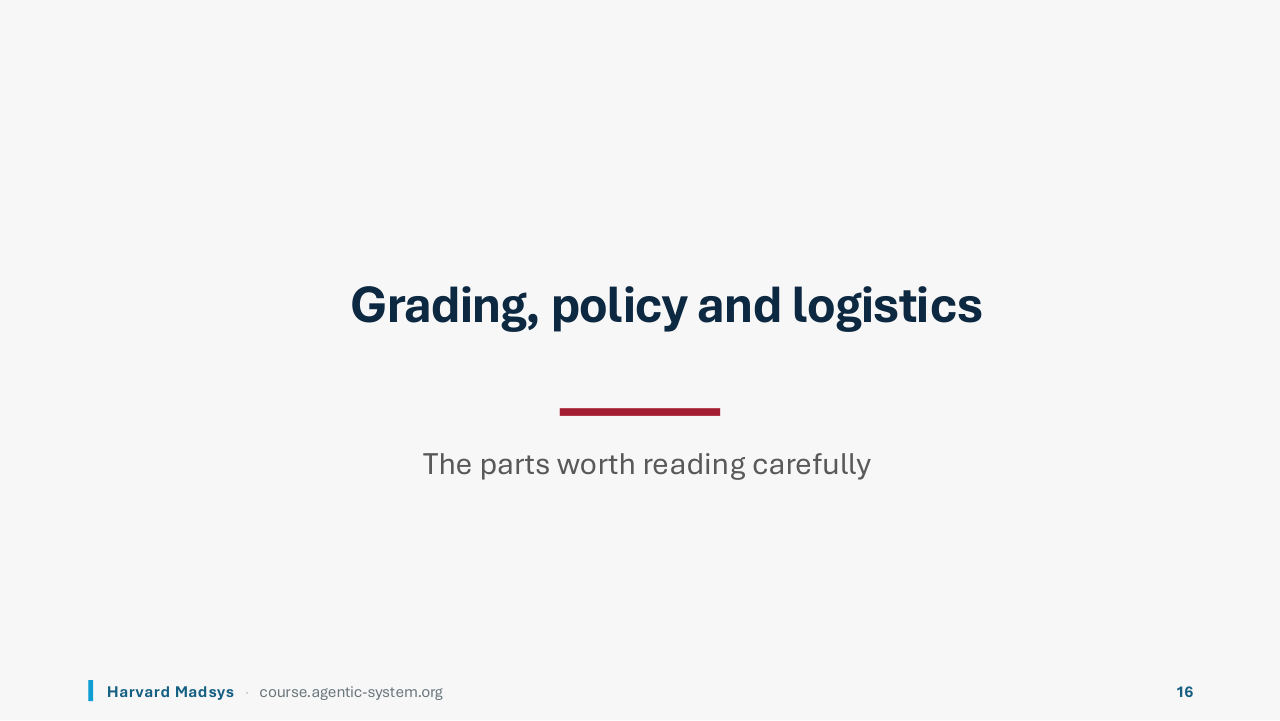 Grading, policy and logistics
The parts worth reading carefully
Harvard Madsys · course.agentic-system.org
16